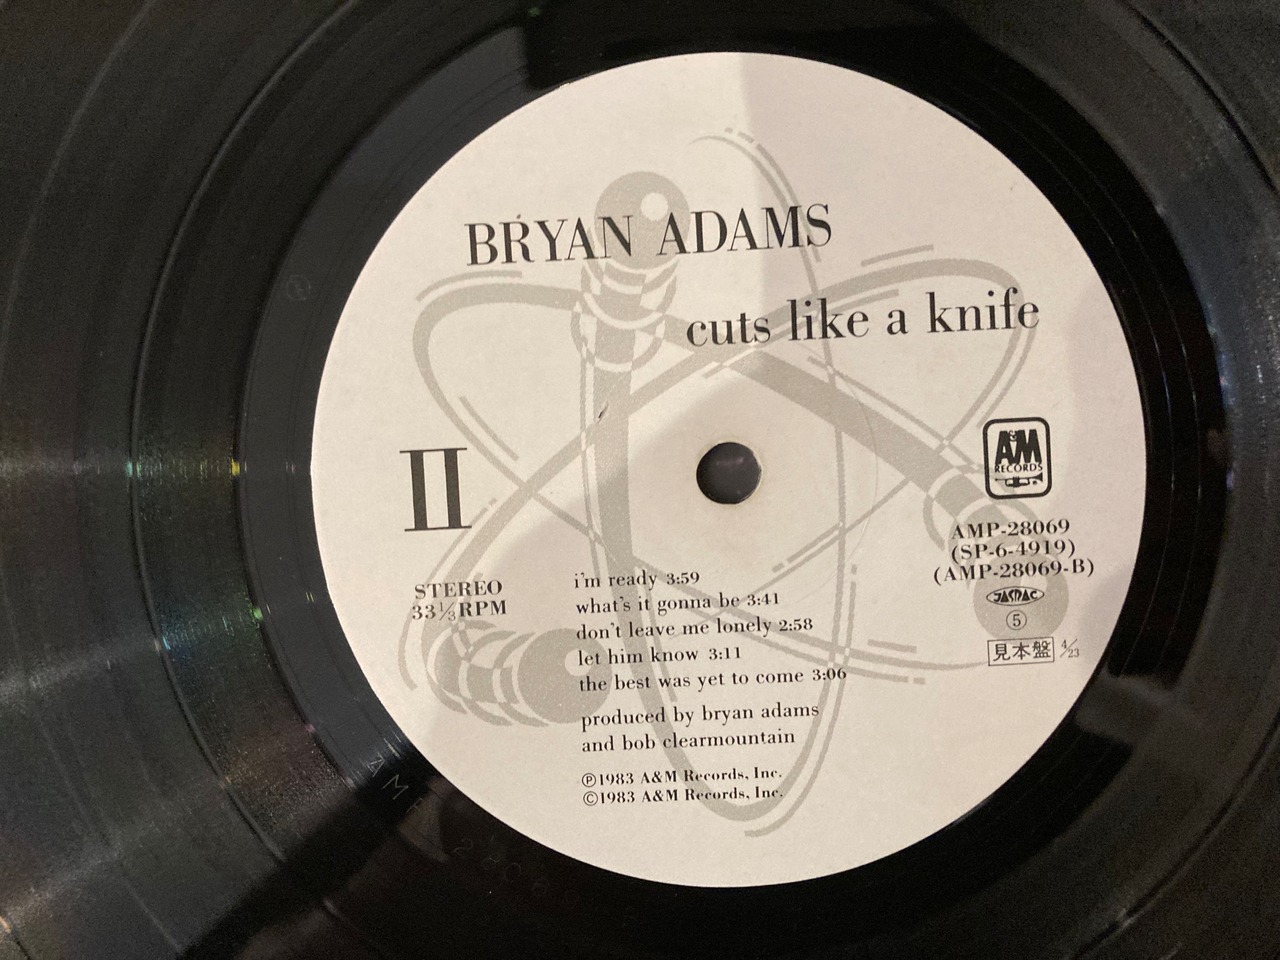 BRYAN ADAMS
cuts like a knife
II
A&M
RECORDS
AMP-28069
(SP-6-4919)
(AMP-28069-B)
JASRAC
⑤
見本盤 4/23
STEREO
33⅓RPM
i'm ready 3:59
what's it gonna be 3:41
don't leave me lonely 2:58
let him know 3:11
the best was yet to come 3:06
produced by bryan adams
and bob clearmountain
Ⓟ1983 A&M Records, Inc.
©1983 A&M Records, Inc.